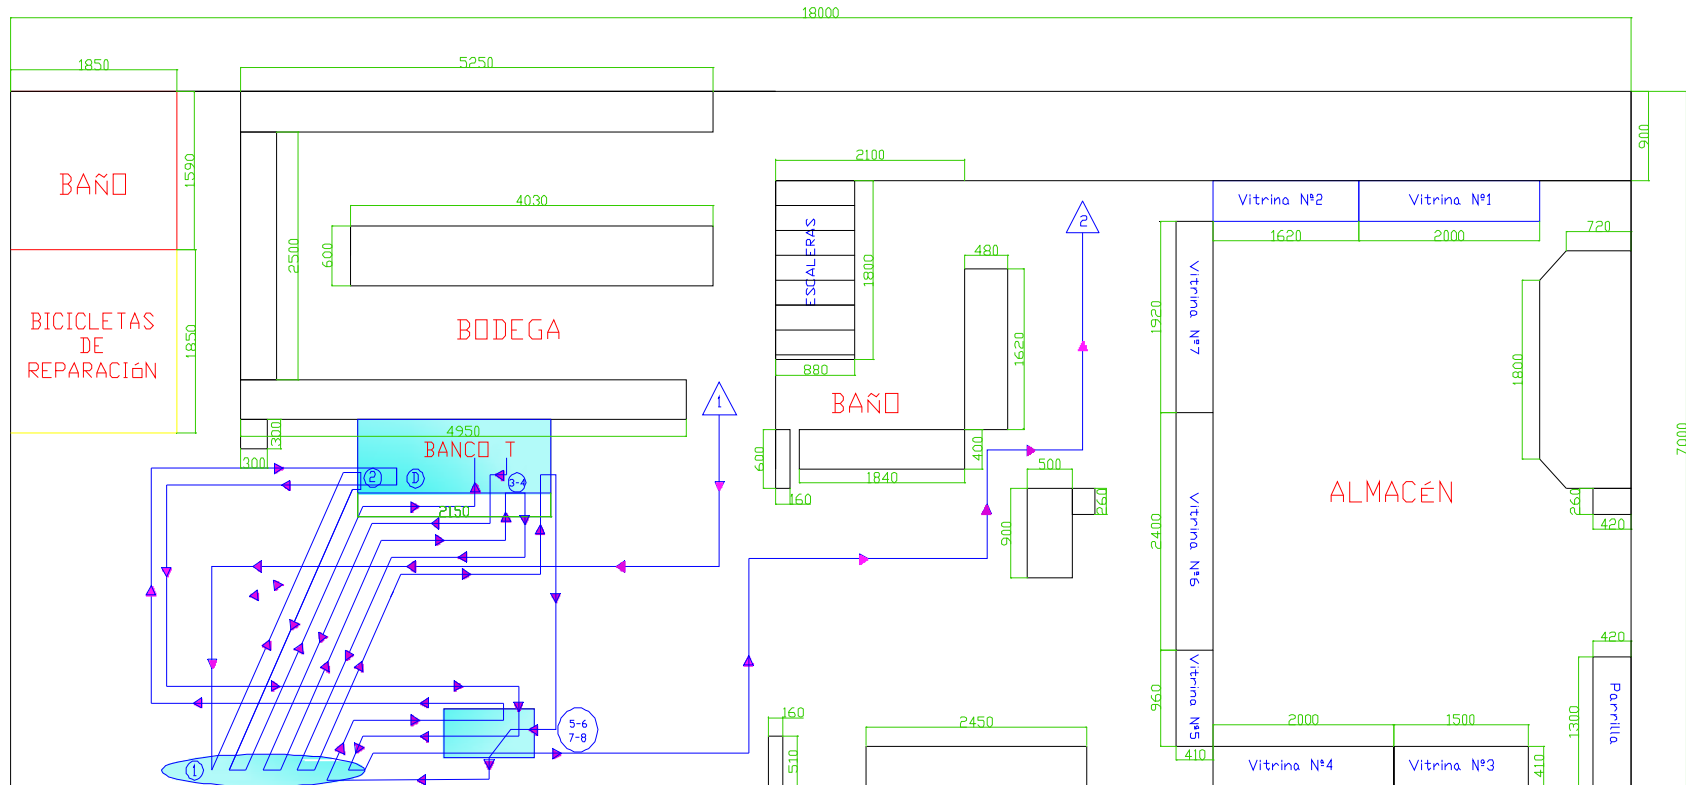 18000
1850
5250
BAÑO
1590
2500
4030
600
BODEGA
BICICLETAS
DE
REPARACIóN
1850
2100
ESCALERAS
1800
880
BAÑO
480
1620
600
160
1840
400
500
900
260
1
2
4950
300
300
BANCO T
2
D
3-4
2150
5-6
7-8
1
160
510
2450
Vitrina Nº2
Vitrina Nº1
1620
2000
900
720
7000
1920
Vitrina Nº7
1800
ALMACéN
2400
Vitrina Nº6
260
420
420
960
Vitrina Nº5
1300
Parrilla
2000
1500
410
Vitrina Nº4
Vitrina Nº3
410